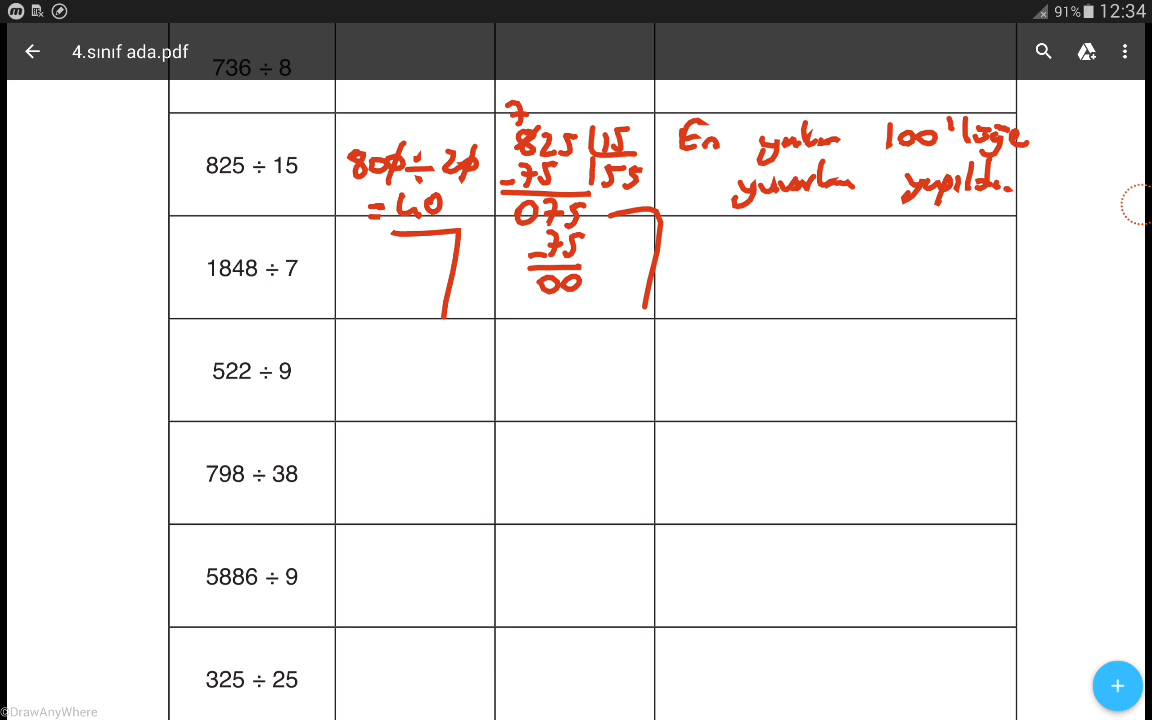 91% 12:34
4.sınıf ada.pdf
736 ÷ 8
825 ÷ 15
800 ÷ 20
= 40
7
825 15
-75 55
075
-75
00
En yakın 100'lüğe
yuvarlama yapıldı.
1848 ÷ 7
522 ÷ 9
798 ÷ 38
5886 ÷ 9
325 ÷ 25
©DrawAnyWhere